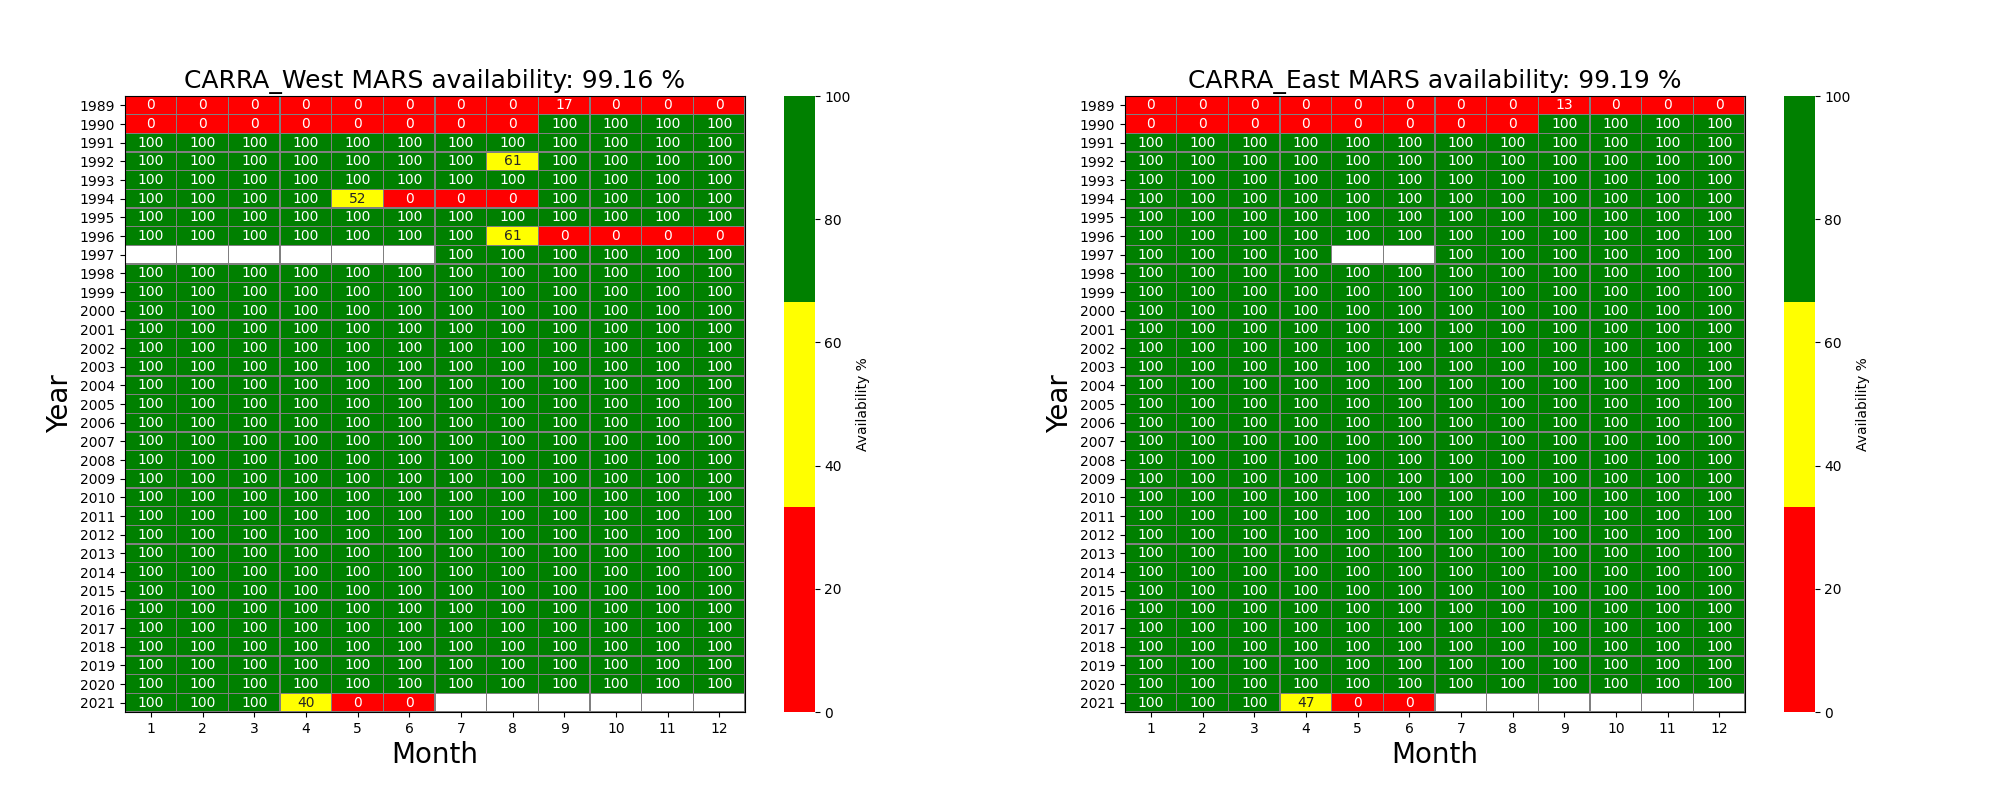 CARRA_West MARS availability: 99.16 %
1989 0 0 0 0 0 0 0 0 17 0 0 0
1990 0 0 0 0 0 0 0 0 100 100 100 100
1991 100 100 100 100 100 100 100 100 100 100 100 100
1992 100 100 100 100 100 100 100 61 100 100 100 100
1993 100 100 100 100 100 100 100 100 100 100 100 100
1994 100 100 100 100 52 0 0 0 100 100 100 100
1995 100 100 100 100 100 100 100 100 100 100 100 100
1996 100 100 100 100 100 100 100 61 0 0 0 0
1997 100 100 100 100 100 100
1998 100 100 100 100 100 100 100 100 100 100 100 100
1999 100 100 100 100 100 100 100 100 100 100 100 100
2000 100 100 100 100 100 100 100 100 100 100 100 100
2001 100 100 100 100 100 100 100 100 100 100 100 100
2002 100 100 100 100 100 100 100 100 100 100 100 100
2003 100 100 100 100 100 100 100 100 100 100 100 100
2004 100 100 100 100 100 100 100 100 100 100 100 100
2005 100 100 100 100 100 100 100 100 100 100 100 100
2006 100 100 100 100 100 100 100 100 100 100 100 100
2007 100 100 100 100 100 100 100 100 100 100 100 100
2008 100 100 100 100 100 100 100 100 100 100 100 100
2009 100 100 100 100 100 100 100 100 100 100 100 100
2010 100 100 100 100 100 100 100 100 100 100 100 100
2011 100 100 100 100 100 100 100 100 100 100 100 100
2012 100 100 100 100 100 100 100 100 100 100 100 100
2013 100 100 100 100 100 100 100 100 100 100 100 100
2014 100 100 100 100 100 100 100 100 100 100 100 100
2015 100 100 100 100 100 100 100 100 100 100 100 100
2016 100 100 100 100 100 100 100 100 100 100 100 100
2017 100 100 100 100 100 100 100 100 100 100 100 100
2018 100 100 100 100 100 100 100 100 100 100 100 100
2019 100 100 100 100 100 100 100 100 100 100 100 100
2020 100 100 100 100 100 100 100 100 100 100 100 100
2021 100 100 100 40 0 0
1 2 3 4 5 6 7 8 9 10 11 12
Month
Year
100
80
60
40
20
0
Availability %
CARRA_East MARS availability: 99.19 %
1989 0 0 0 0 0 0 0 0 13 0 0 0
1990 0 0 0 0 0 0 0 0 100 100 100 100
1991 100 100 100 100 100 100 100 100 100 100 100 100
1992 100 100 100 100 100 100 100 100 100 100 100 100
1993 100 100 100 100 100 100 100 100 100 100 100 100
1994 100 100 100 100 100 100 100 100 100 100 100 100
1995 100 100 100 100 100 100 100 100 100 100 100 100
1996 100 100 100 100 100 100 100 100 100 100 100 100
1997 100 100 100 100 100 100 100 100 100 100
1998 100 100 100 100 100 100 100 100 100 100 100 100
1999 100 100 100 100 100 100 100 100 100 100 100 100
2000 100 100 100 100 100 100 100 100 100 100 100 100
2001 100 100 100 100 100 100 100 100 100 100 100 100
2002 100 100 100 100 100 100 100 100 100 100 100 100
2003 100 100 100 100 100 100 100 100 100 100 100 100
2004 100 100 100 100 100 100 100 100 100 100 100 100
2005 100 100 100 100 100 100 100 100 100 100 100 100
2006 100 100 100 100 100 100 100 100 100 100 100 100
2007 100 100 100 100 100 100 100 100 100 100 100 100
2008 100 100 100 100 100 100 100 100 100 100 100 100
2009 100 100 100 100 100 100 100 100 100 100 100 100
2010 100 100 100 100 100 100 100 100 100 100 100 100
2011 100 100 100 100 100 100 100 100 100 100 100 100
2012 100 100 100 100 100 100 100 100 100 100 100 100
2013 100 100 100 100 100 100 100 100 100 100 100 100
2014 100 100 100 100 100 100 100 100 100 100 100 100
2015 100 100 100 100 100 100 100 100 100 100 100 100
2016 100 100 100 100 100 100 100 100 100 100 100 100
2017 100 100 100 100 100 100 100 100 100 100 100 100
2018 100 100 100 100 100 100 100 100 100 100 100 100
2019 100 100 100 100 100 100 100 100 100 100 100 100
2020 100 100 100 100 100 100 100 100 100 100 100 100
2021 100 100 100 47 0 0
1 2 3 4 5 6 7 8 9 10 11 12
Month
Year
100
80
60
40
20
0
Availability %